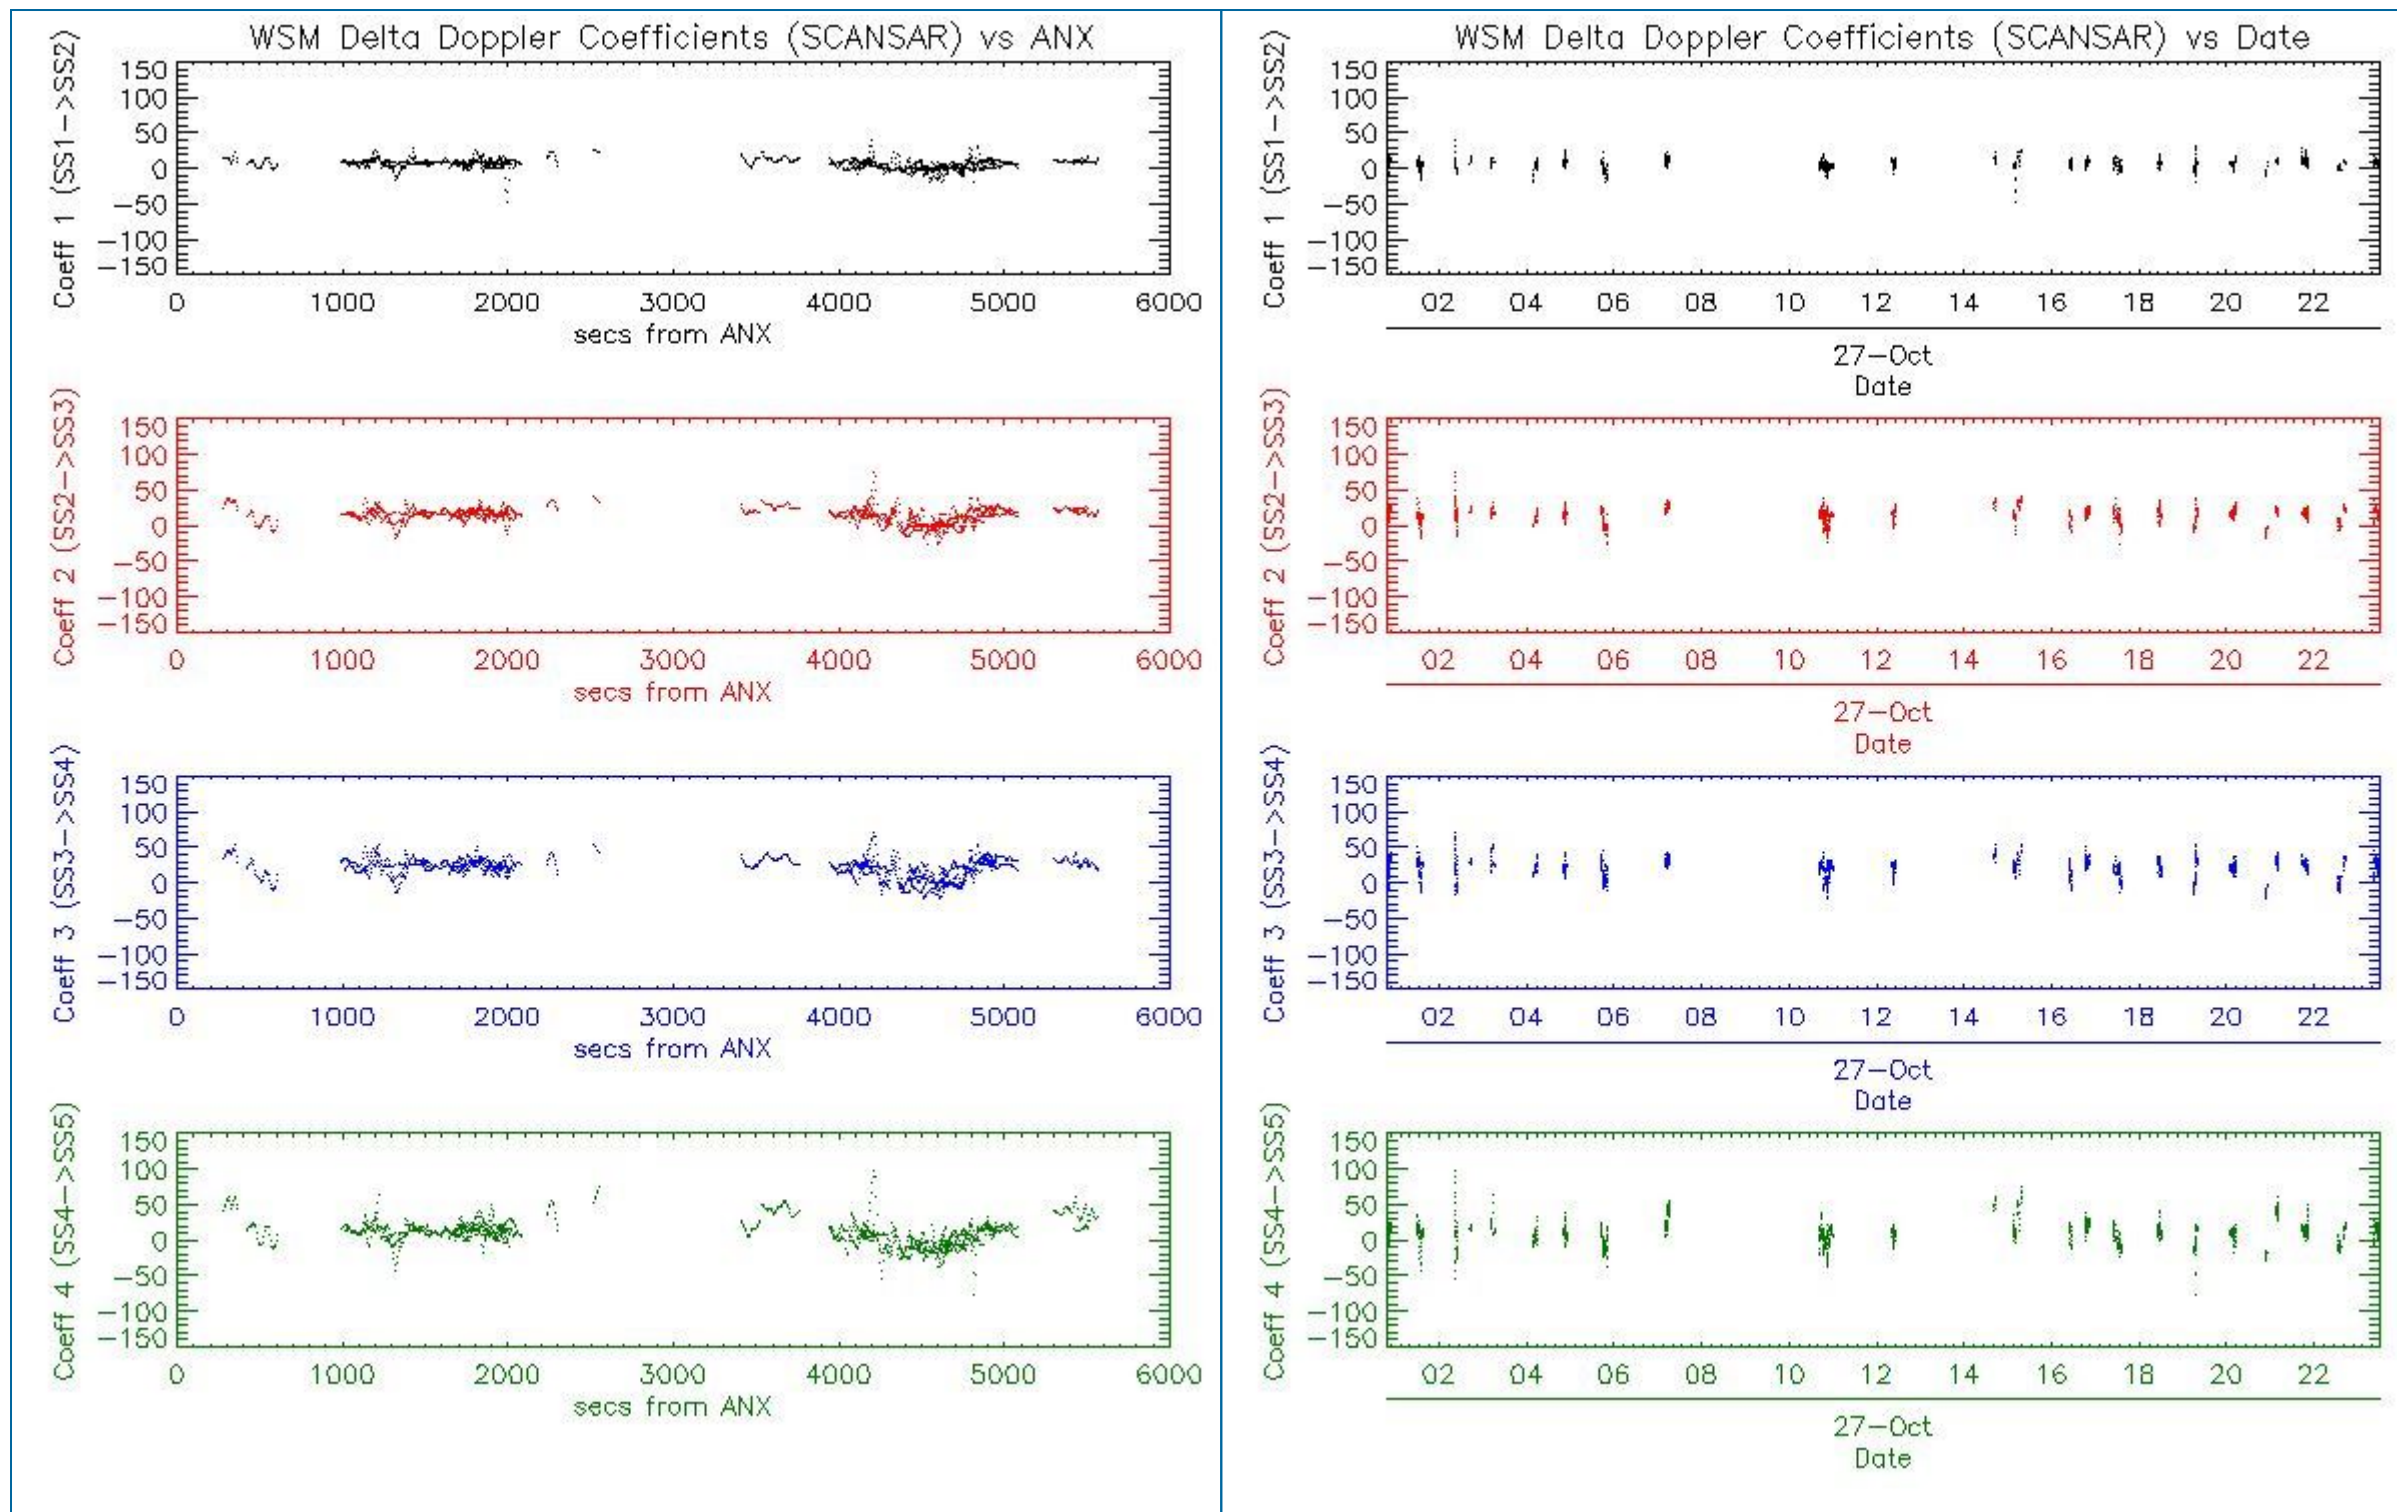 WSM Delta Doppler Coefficients (SCANSAR) vs ANX
Coeff 1 (SS1->SS2)
150
100
50
0
-50
-100
-150
0 1000 2000 3000 4000 5000 6000
secs from ANX
Coeff 2 (SS2->SS3)
150
100
50
0
-50
-100
-150
0 1000 2000 3000 4000 5000 6000
secs from ANX
Coeff 3 (SS3->SS4)
150
100
50
0
-50
-100
-150
0 1000 2000 3000 4000 5000 6000
secs from ANX
Coeff 4 (SS4->SS5)
150
100
50
0
-50
-100
-150
0 1000 2000 3000 4000 5000 6000
secs from ANX
WSM Delta Doppler Coefficients (SCANSAR) vs Date
Coeff 1 (SS1->SS2)
150
100
50
0
-50
-100
-150
02 04 06 08 10 12 14 16 18 20 22
27-Oct
Date
Coeff 2 (SS2->SS3)
150
100
50
0
-50
-100
-150
02 04 06 08 10 12 14 16 18 20 22
27-Oct
Date
Coeff 3 (SS3->SS4)
150
100
50
0
-50
-100
-150
02 04 06 08 10 12 14 16 18 20 22
27-Oct
Date
Coeff 4 (SS4->SS5)
150
100
50
0
-50
-100
-150
02 04 06 08 10 12 14 16 18 20 22
27-Oct
Date